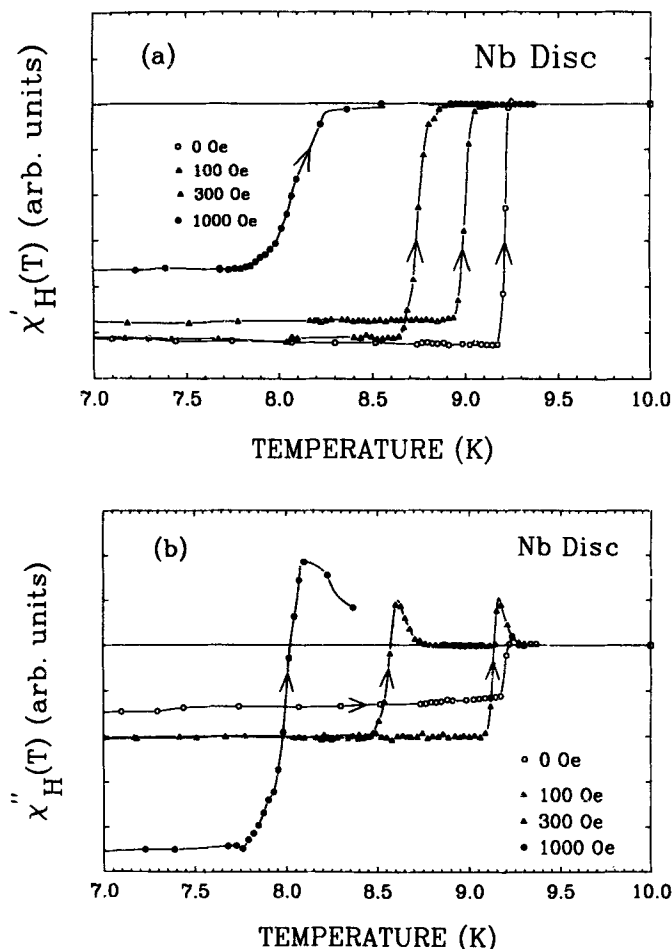 (a)
Nb Disc
0 Oe
100 Oe
300 Oe
1000 Oe
χ'H(T) (arb. units)
7.0 7.5 8.0 8.5 9.0 9.5 10.0
TEMPERATURE (K)
(b)
Nb Disc
0 Oe
100 Oe
300 Oe
1000 Oe
χ''H(T) (arb. units)
7.0 7.5 8.0 8.5 9.0 9.5 10.0
TEMPERATURE (K)